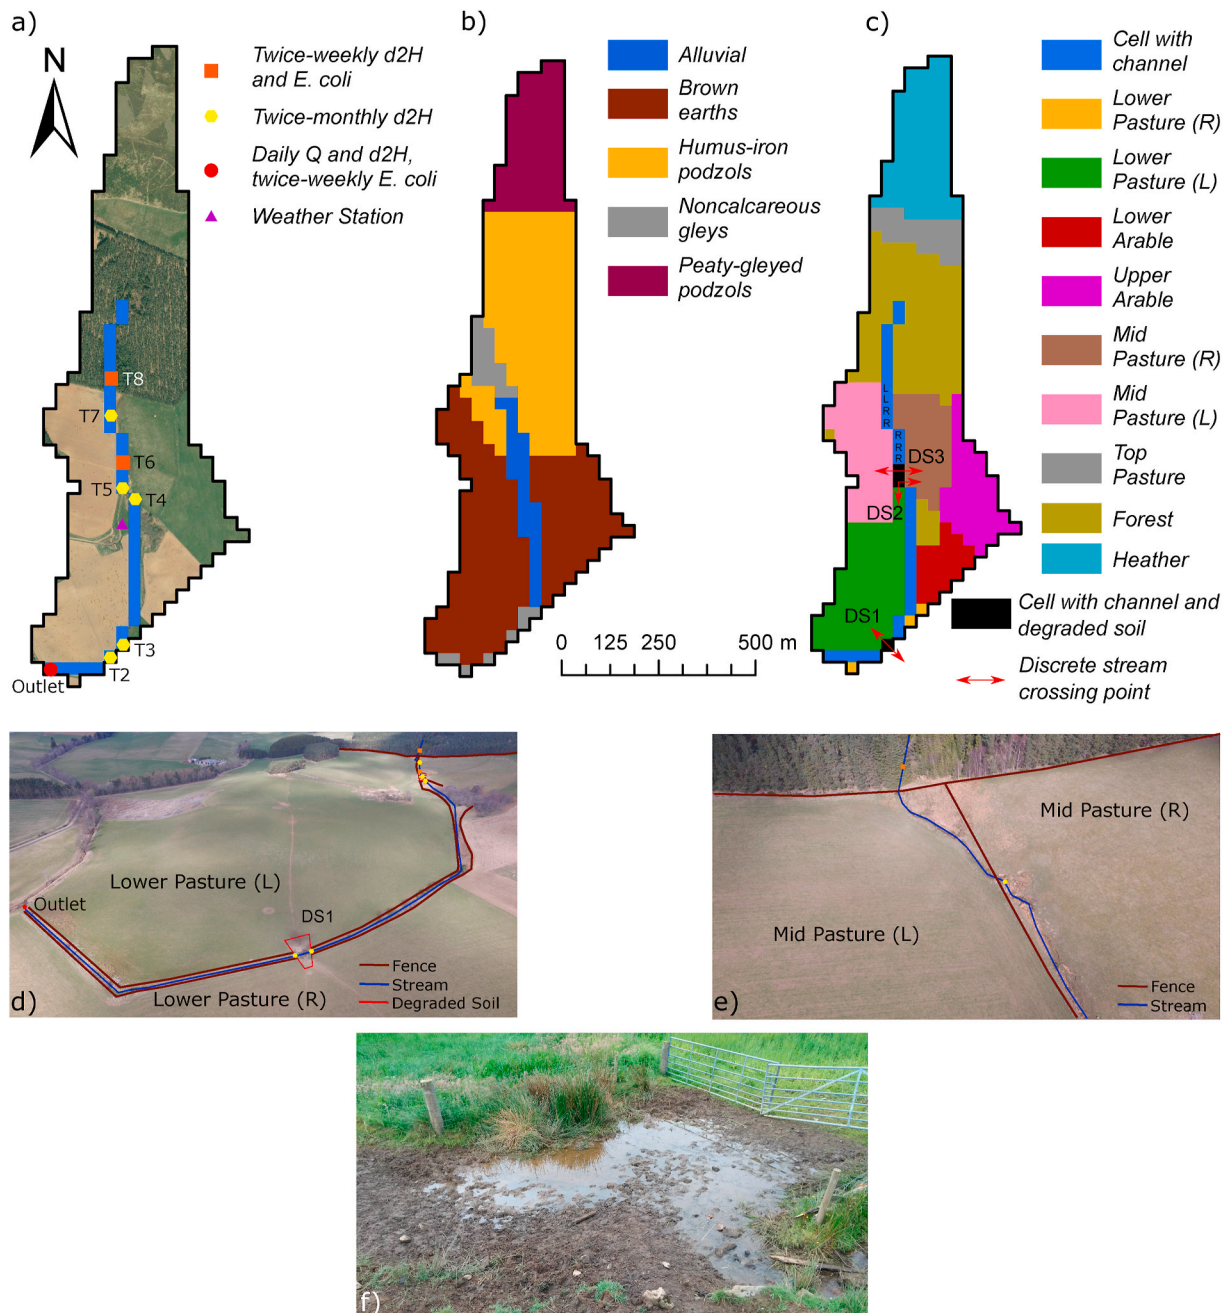 a)
N
Twice-weekly d2H
and E. coli
Twice-monthly d2H
Daily Q and d2H,
twice-weekly E. coli
Weather Station
T8
T7
T6
T5
T4
T3
T2
Outlet
b)
Alluvial
Brown
earths
Humus-iron
podzols
Noncalcareous
gleys
Peaty-gleyed
podzols
0 125 250 500 m
c)
L
L
R
R
R
R
R
DS3
DS2
DS1
Cell with
channel
Lower
Pasture (R)
Lower
Pasture (L)
Lower
Arable
Upper
Arable
Mid
Pasture (R)
Mid
Pasture (L)
Top
Pasture
Forest
Heather
Cell with channel and
degraded soil
Discrete stream
crossing point
Lower Pasture (L)
Outlet
DS1
Lower Pasture (R)
Fence
Stream
Degraded Soil
d)
Mid Pasture (R)
Mid Pasture (L)
Fence
Stream
e)
f)